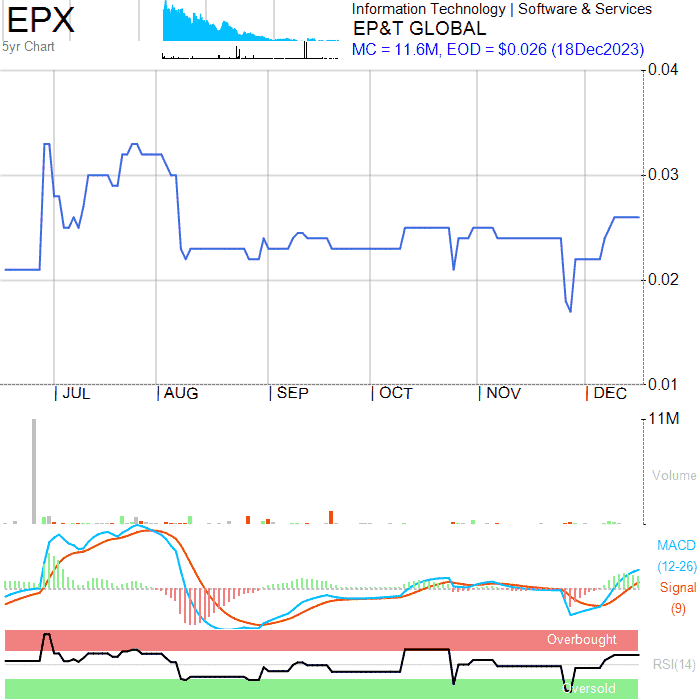 EPX
5yr Chart
Information Technology | Software & Services
EP&T GLOBAL
MC = 11.6M, EOD = $0.026 (18Dec2023)
0.04
0.03
0.02
0.01
JUL AUG SEP OCT NOV DEC
11M
Volume
MACD
(12-26)
Signal
(9)
Overbought
RSI(14)
Oversold